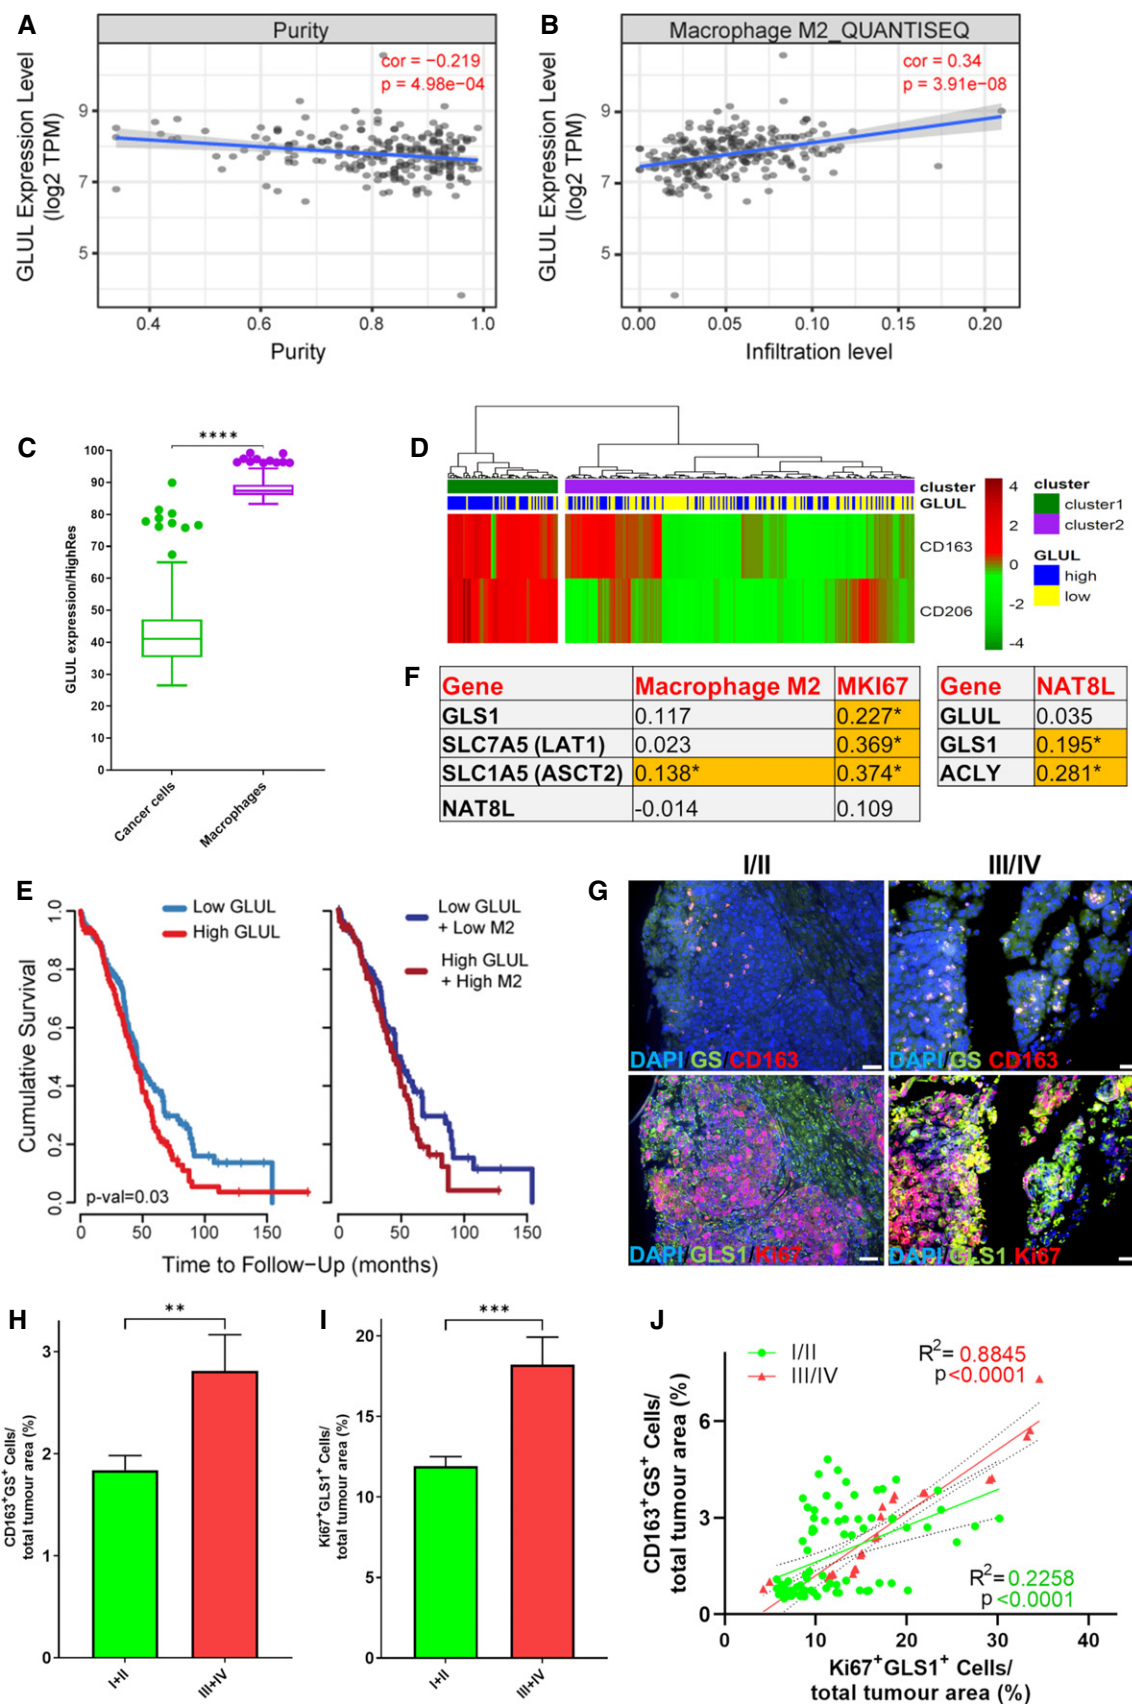 A
Purity
cor = −0.219
p = 4.98e−04
GLUL Expression Level
(log2 TPM)
9
7
5
0.4
0.6
0.8
1.0
Purity
B
Macrophage M2_QUANTISEQ
cor = 0.34
p = 3.91e−08
GLUL Expression Level
(log2 TPM)
9
7
5
0.00
0.05
0.10
0.15
0.20
Infiltration level
C
****
GLUL expression/HighRes
100
90
80
70
60
50
40
30
20
10
0
Cancer cells
Macrophages
D
cluster
GLUL
CD163
CD206
4
2
0
-2
-4
cluster
cluster1
cluster2
GLUL
high
low
F
Gene Macrophage M2 MKI67
GLS1 0.117 0.227*
SLC7A5 (LAT1) 0.023 0.369*
SLC1A5 (ASCT2) 0.138* 0.374*
NAT8L -0.014 0.109
Gene NAT8L
GLUL 0.035
GLS1 0.195*
ACLY 0.281*
E
Cumulative Survival
1.0
0.8
0.6
0.4
0.2
0.0
Low GLUL
High GLUL
p-val=0.03
0
50
100
150
Low GLUL
+ Low M2
High GLUL
+ High M2
0
50
100
150
Time to Follow−Up (months)
G
I/II
III/IV
DAPI/GS/CD163
DAPI/GS CD163
DAPI/GLS1/Ki67
DAPI/GLS1 Ki67
H
**
CD163+GS+ Cells/
total tumour area (%)
3
2
1
0
I+II
III+IV
I
***
Ki67+GLS1+ Cells/
total tumour area (%)
20
15
10
5
0
I+II
III+IV
J
I/II
III/IV
R2= 0.8845
p <0.0001
CD163+GS+ Cells/
total tumour area (%)
6
3
0
R2= 0.2258
p <0.0001
0
10
20
30
40
Ki67+GLS1+ Cells/
total tumour area (%)